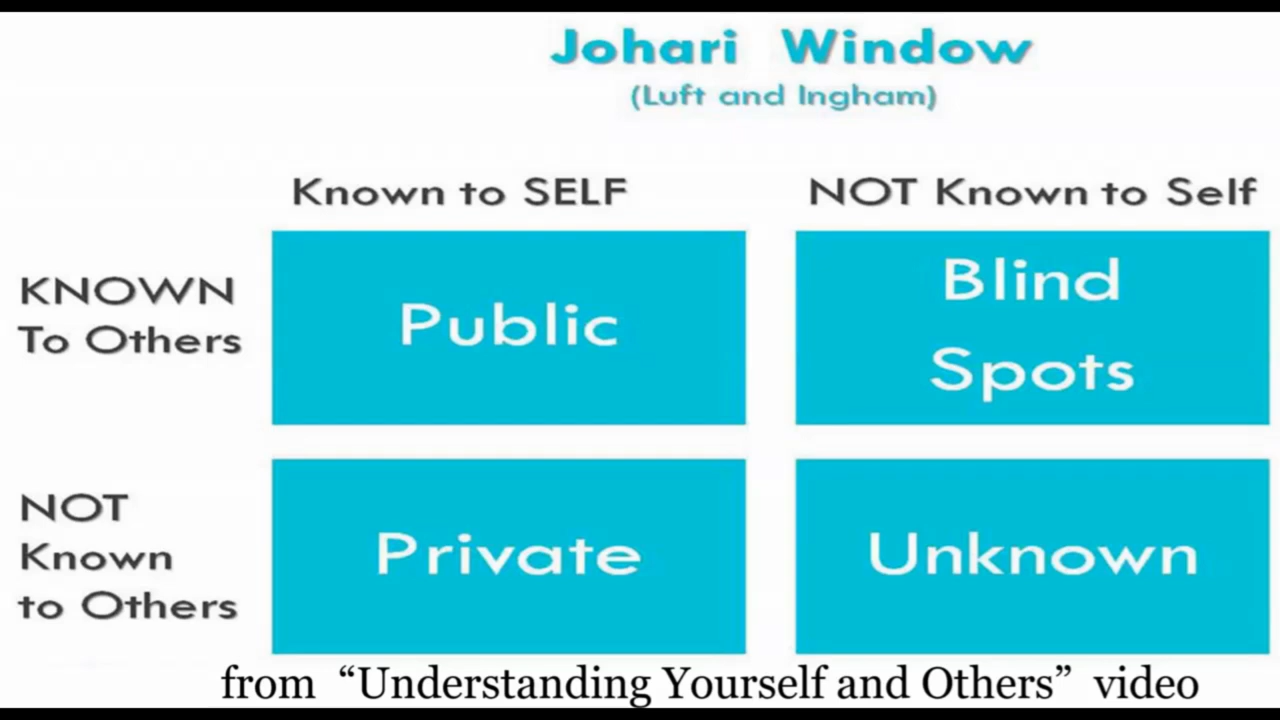 Johari Window
(Luft and Ingham)
Known to SELF
NOT Known to Self
KNOWN
To Others
Public
Blind
Spots
NOT
Known
to Others
Private
Unknown
from “Understanding Yourself and Others” video